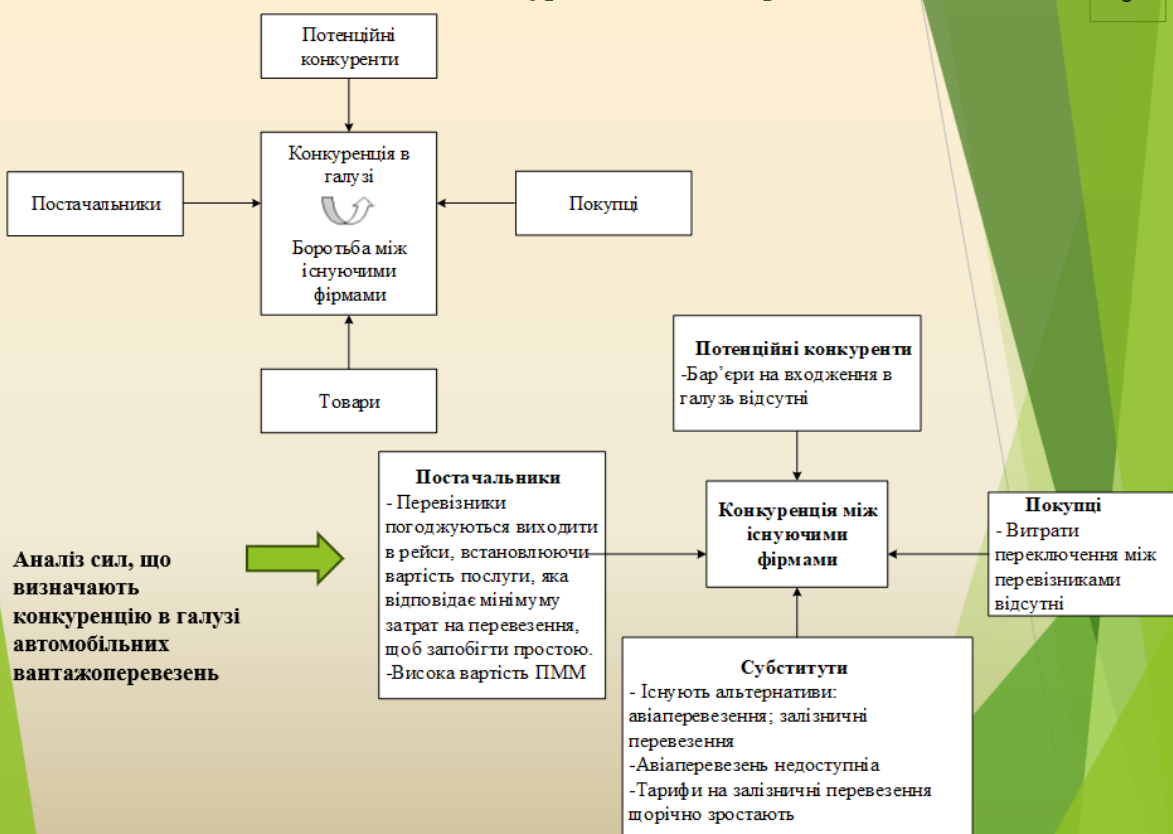 Потенційні
конкуренти
Конкуренція в
галузі
Боротьба між
існуючими
фірмами
Постачальники
Покупці
Товари
Потенційні конкуренти
-Бар’єри на входження в
галузь відсутні
Постачальники
- Перевізники
погоджуються виходити
в рейси, встановлюючи
вартість послуги, яка
відповідає мінімуму
затрат на перевезення,
щоб запобігти простою.
-Висока вартість ПММ
Конкуренція між
існуючими
фірмами
Покупці
- Витрати
переключення між
перевізниками
відсутні
Аналіз сил, що
визначають
конкуренцію в галузі
автомобільних
вантажоперевезень
Субститути
- Існують альтернативи:
авіаперевезення; залізничні
перевезення
-Авіаперевезень недоступніа
-Тарифи на залізничні перевезення
щорічно зростають